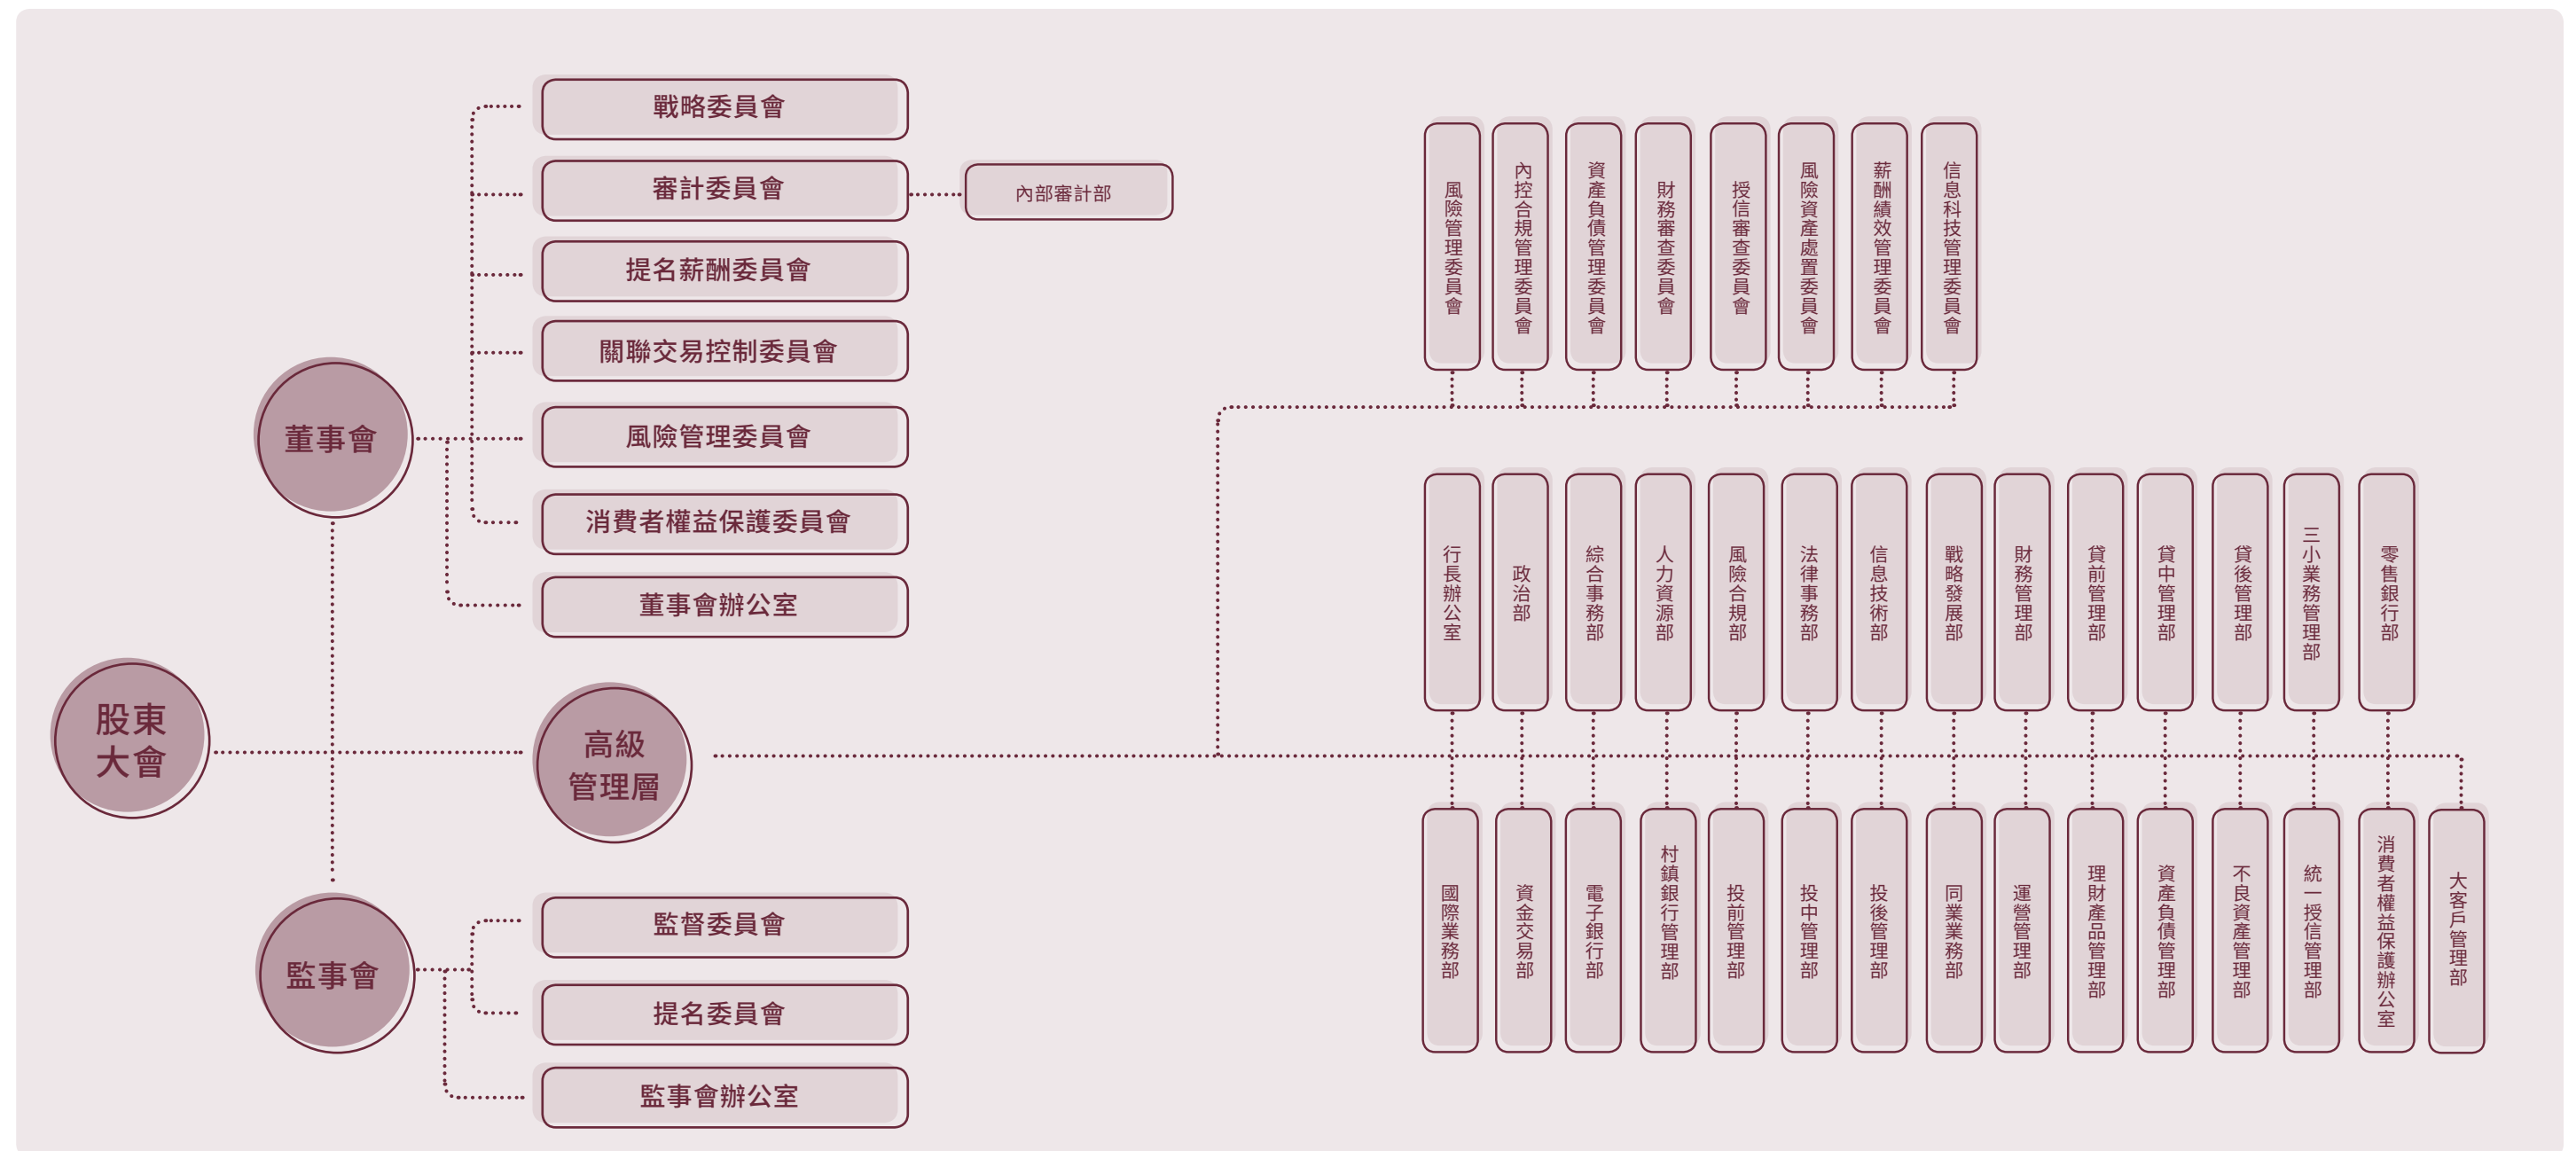 戰略委員會
審計委員會
內部審計部
提名薪酬委員會
關聯交易控制委員會
風險管理委員會
消費者權益保護委員會
董事會辦公室
董事會
股東
大會
高級
管理層
監事會
監督委員會
提名委員會
監事會辦公室
風險管理委員會
內控合規管理委員會
資產負債管理委員會
財務審查委員會
授信審查委員會
風險資產處置委員會
薪酬績效管理委員會
信息科技管理委員會
行長辦公室
政治部
綜合事務部
人力資源部
風險合規部
法律事務部
信息技術部
戰略發展部
財務管理部
貸前管理部
貸中管理部
貸後管理部
三小業務管理部
零售銀行部
國際業務部
資金交易部
電子銀行部
村鎮銀行管理部
投前管理部
投中管理部
投後管理部
同業業務部
運營管理部
理財產品管理部
資產負債管理部
不良資產管理部
統一授信管理部
消費者權益保護辦公室
大客戶管理部